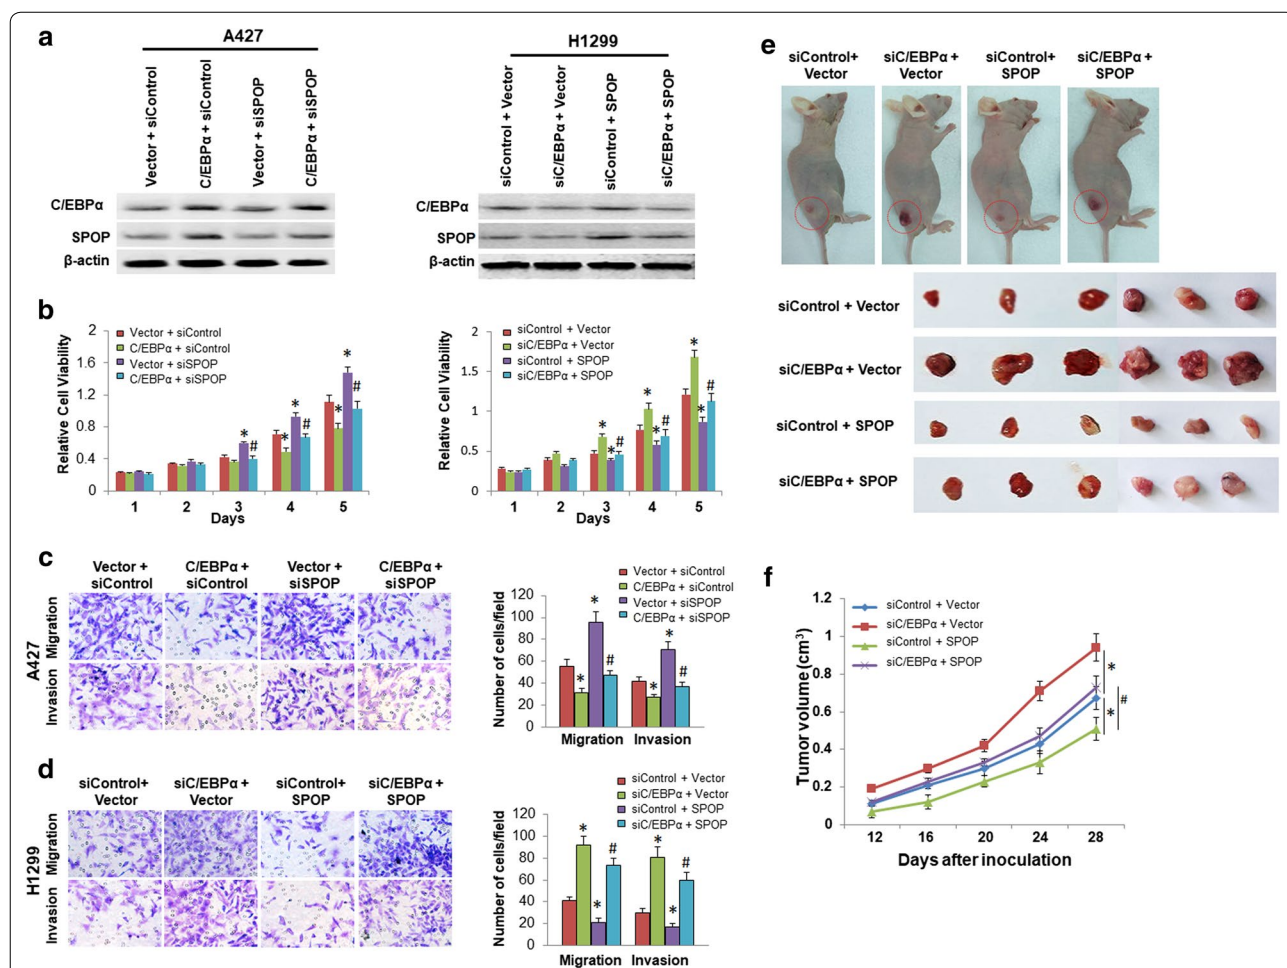 a
A427
Vector + siControl
C/EBPα + siControl
Vector + siSPOP
C/EBPα + siSPOP
C/EBPα
SPOP
β-actin
H1299
siControl + Vector
siC/EBPα + Vector
siControl + SPOP
siC/EBPα + SPOP
C/EBPα
SPOP
β-actin
b
Relative Cell Viability
2
1.6
1.2
0.8
0.4
0
Vector + siControl
C/EBPα + siControl
Vector + siSPOP
C/EBPα + siSPOP
* # * * # * * #
1 2 3 4 5
Days
Relative Cell Viability
2
1.5
1
0.5
0
siControl + Vector
siC/EBPα + Vector
siControl + SPOP
siC/EBPα + SPOP
* * # * * # * * #
1 2 3 4 5
Days
c
Vector + siControl
C/EBPα + siControl
Vector + siSPOP
C/EBPα + siSPOP
A427
Migration
Invasion
Number of cells/field
120
100
80
60
40
20
0
Vector + siControl
C/EBPα + siControl
Vector + siSPOP
C/EBPα + siSPOP
* * # * * #
Migration Invasion
d
siControl+ Vector
siC/EBPα + Vector
siControl + SPOP
siC/EBPα + SPOP
H1299
Migration
Invasion
Number of cells/field
120
100
80
60
40
20
0
siControl + Vector
siC/EBPα + Vector
siControl + SPOP
siC/EBPα + SPOP
* * # * * #
Migration Invasion
e
siControl+ Vector
siC/EBPα + Vector
siControl+ SPOP
siC/EBPα + SPOP
siControl + Vector
siC/EBPα + Vector
siControl + SPOP
siC/EBPα + SPOP
f
Tumor volume (cm³)
1.2
1
0.8
0.6
0.4
0.2
0
siControl + Vector
siC/EBPα + Vector
siControl + SPOP
siC/EBPα + SPOP
* * #
12 16 20 24 28
Days after inoculation